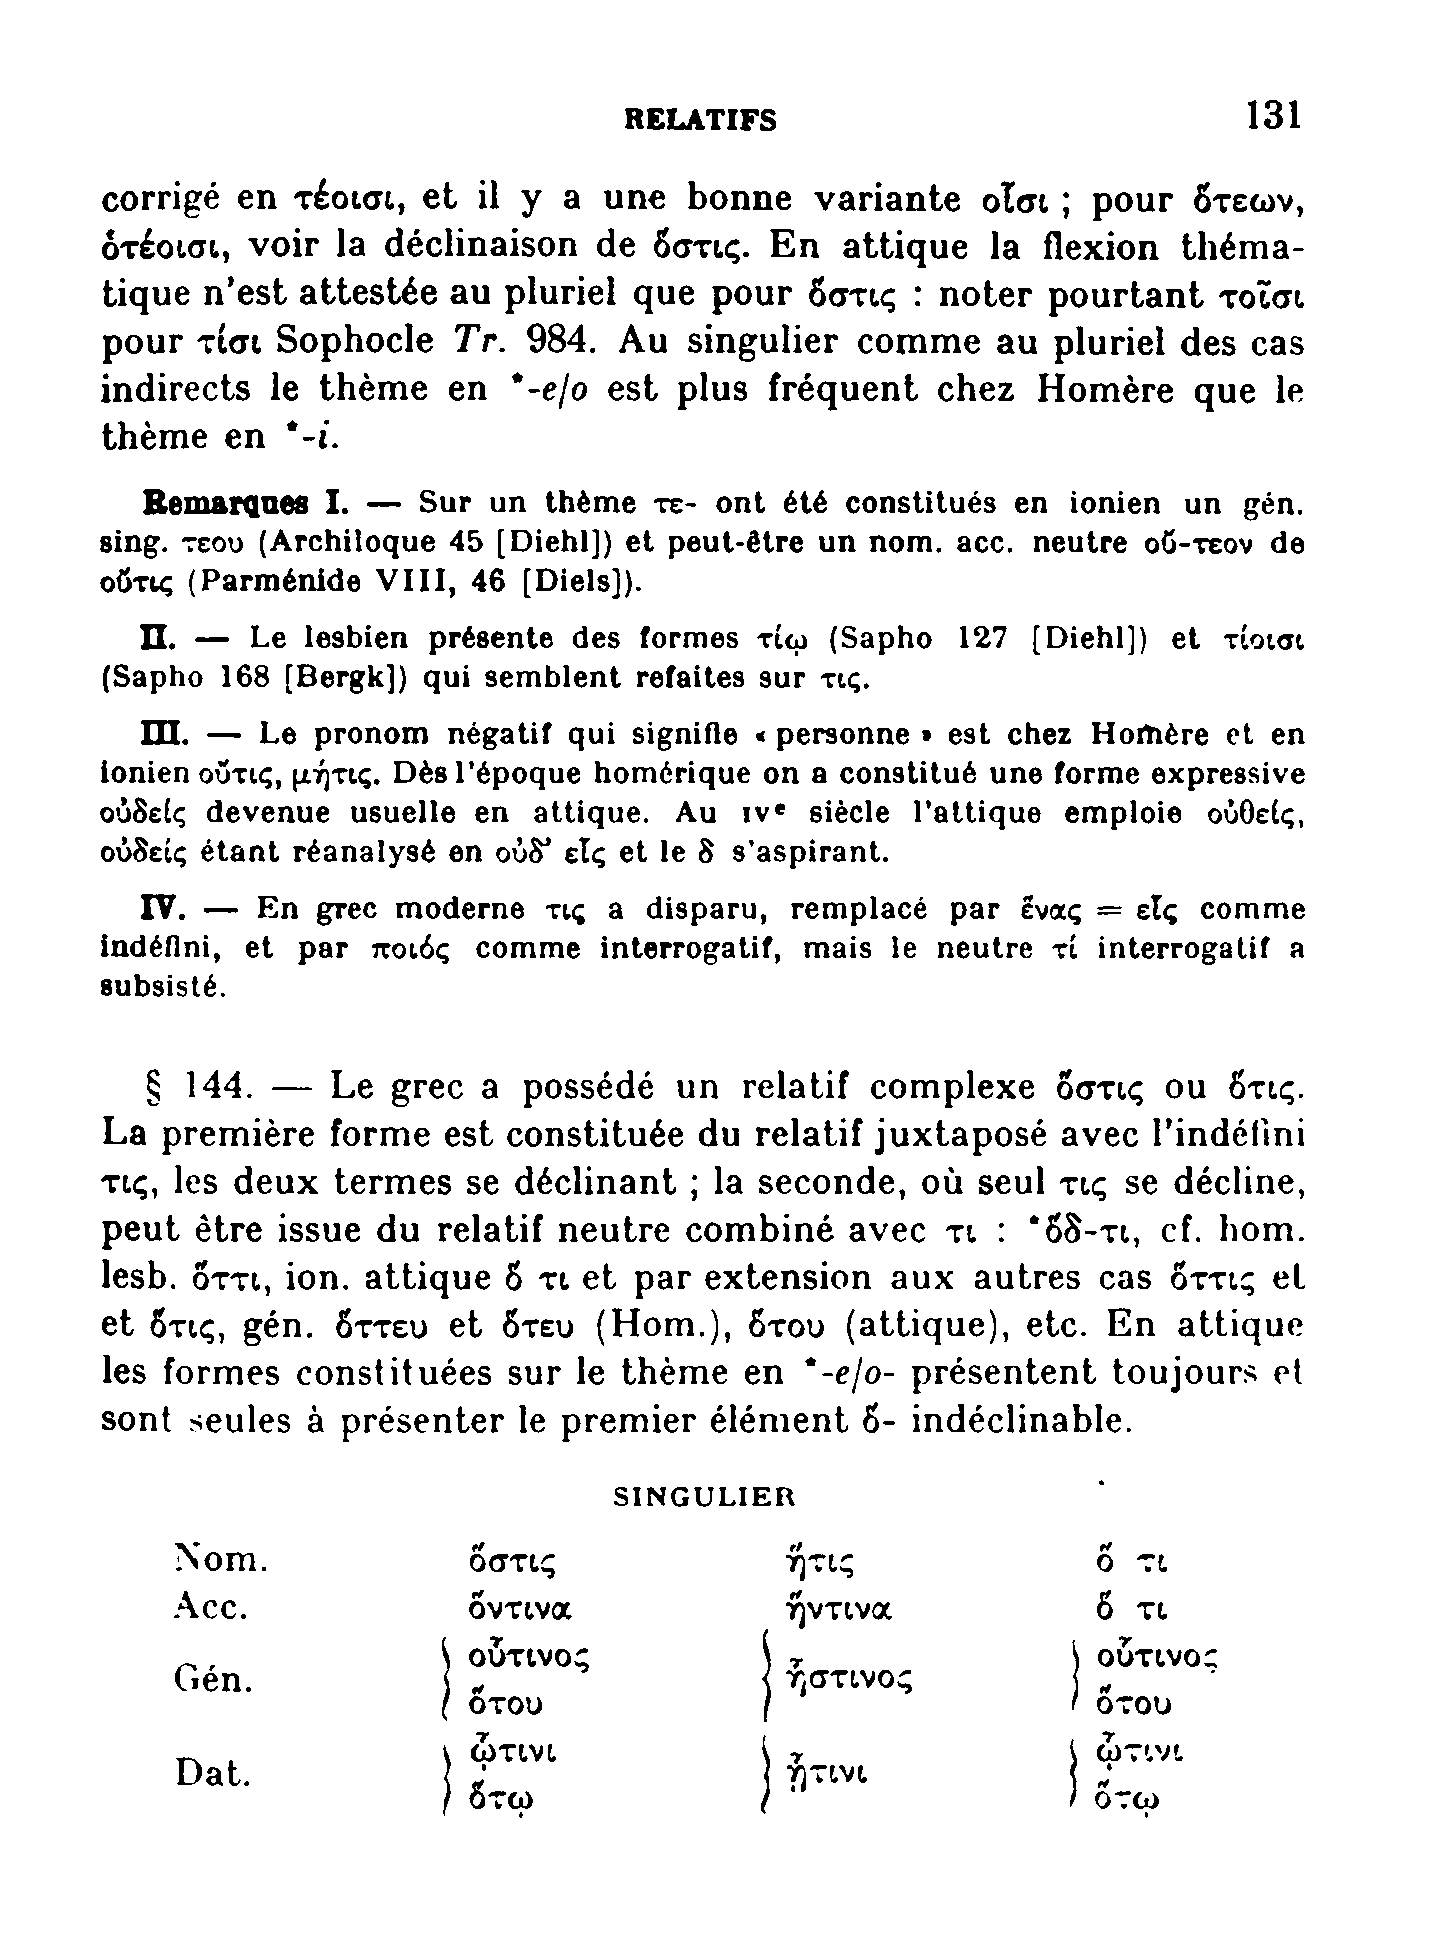 RELATIFS 131
corrigé en τέοισι, et il y a une bonne variante οἷσι ; pour ὅτεων,
ὁτέοισι, voir la déclinaison de ὅστις. En attique la flexion théma-
tique n'est attestée au pluriel que pour ὅστις : noter pourtant τοῖσι
pour τίσι Sophocle Tr. 984. Au singulier comme au pluriel des cas
indirects le thème en *-e/o est plus fréquent chez Homère que le
thème en *-i.
Remarques I. — Sur un thème τε- ont été constitués en ionien un gén.
sing. τεου (Archiloque 45 [Diehl]) et peut-être un nom. acc. neutre οὔ-τεον de
οὔτις (Parménide VIII, 46 [Diels]).
II. — Le lesbien présente des formes τίῳ (Sapho 127 [Diehl]) et τίοισι
(Sapho 168 [Bergk]) qui semblent refaites sur τις.
III. — Le pronom négatif qui signifie « personne » est chez Homère et en
ionien οὔτις, μήτις. Dès l'époque homérique on a constitué une forme expressive
οὐδείς devenue usuelle en attique. Au IVe siècle l'attique emploie οὐθείς,
οὐδείς étant réanalysé en οὐδ' εἷς et le δ s'aspirant.
IV. — En grec moderne τις a disparu, remplacé par ἕνας = εἷς comme
indéfini, et par ποιός comme interrogatif, mais le neutre τί interrogatif a
subsisté.
§ 144. — Le grec a possédé un relatif complexe ὅστις ou ὅτις.
La première forme est constituée du relatif juxtaposé avec l'indéfini
τις, les deux termes se déclinant ; la seconde, où seul τις se décline,
peut être issue du relatif neutre combiné avec τι : *ὅδ-τι, cf. hom.
lesb. ὅττι, ion. attique ὅ τι et par extension aux autres cas ὅττις et
et ὅτις, gén. ὅττευ et ὅτευ (Hom.), ὅτου (attique), etc. En attique
les formes constituées sur le thème en *-e/o- présentent toujours et
sont seules à présenter le premier élément ὅ- indéclinable.
SINGULIER
Nom. ὅστις ἥτις ὅ τι
Acc. ὅντινα ἥντινα ὅ τι
Gén. { οὗτινος { ἧστινος { οὗτινος
ὅτου ὅτου
Dat. { ᾧτινι { ᾗτινι { ᾧτινι
ὅτῳ ὅτῳ